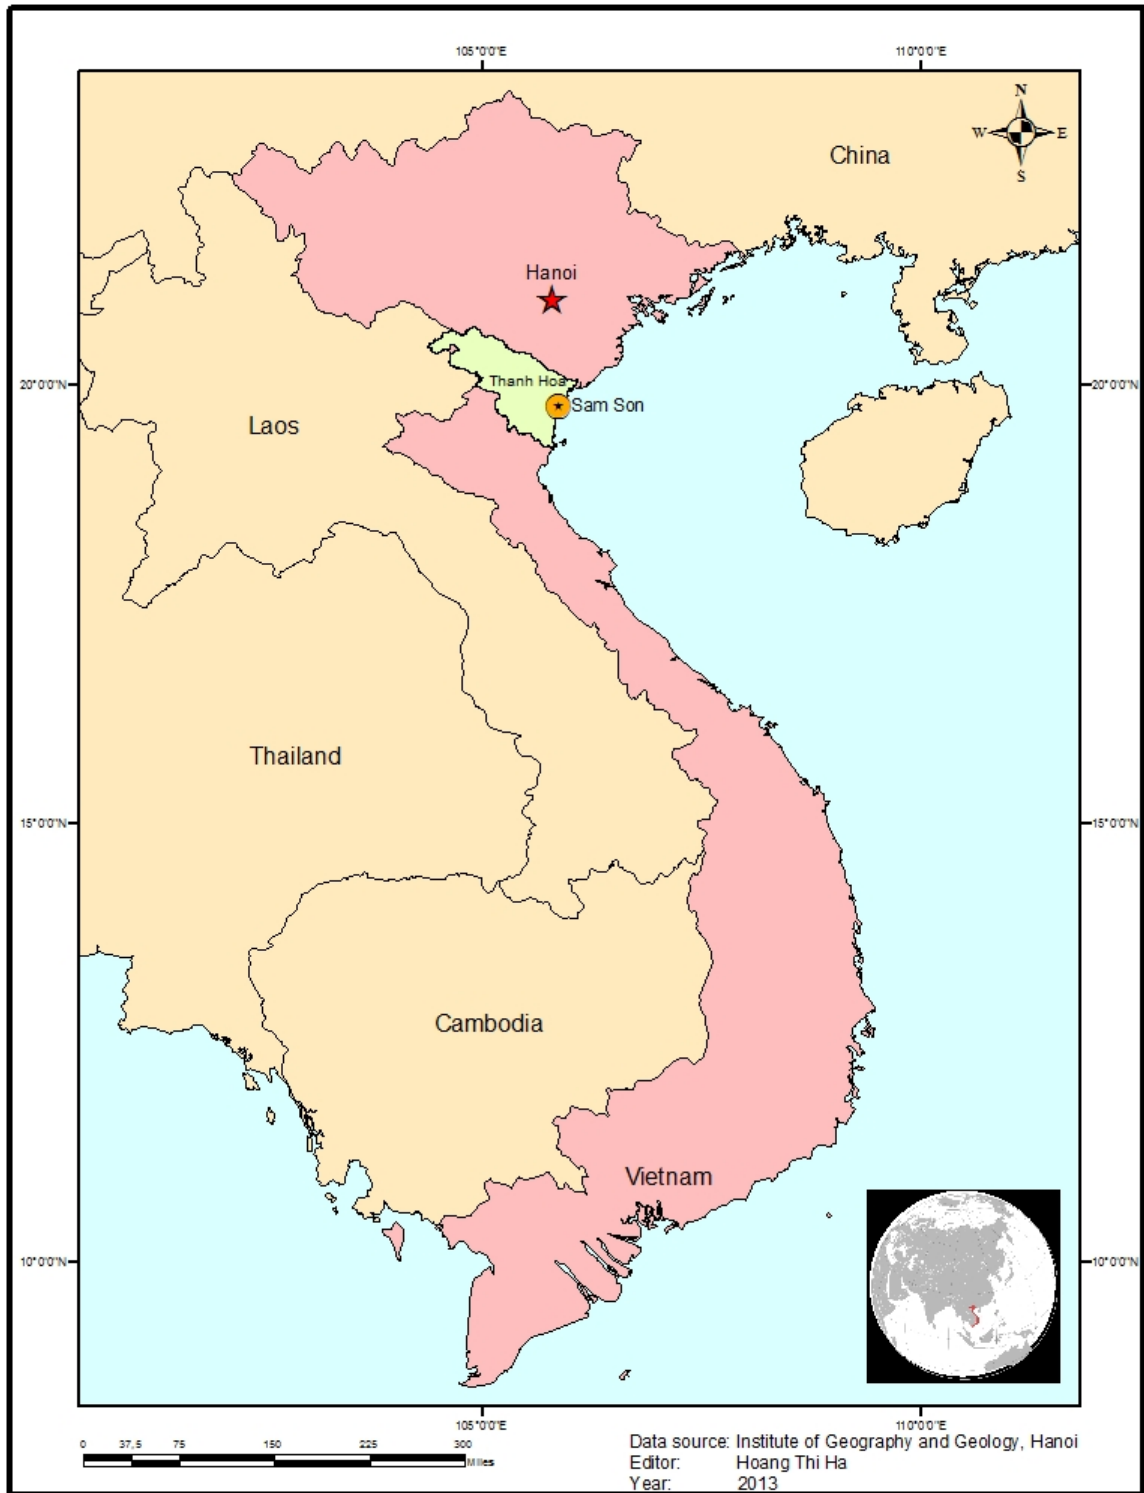 105°0'0"E 110°0'0"E
N
W E
S
China
Hanoi
20°0'0"N 20°0'0"N
Thanh Hoa
Sam Son
Laos
Thailand
15°0'0"N 15°0'0"N
Cambodia
Vietnam
10°0'0"N 10°0'0"N
105°0'0"E 110°0'0"E
0 37,5 75 150 225 300
Miles
Data source: Institute of Geography and Geology, Hanoi
Editor: Hoang Thi Ha
Year: 2013